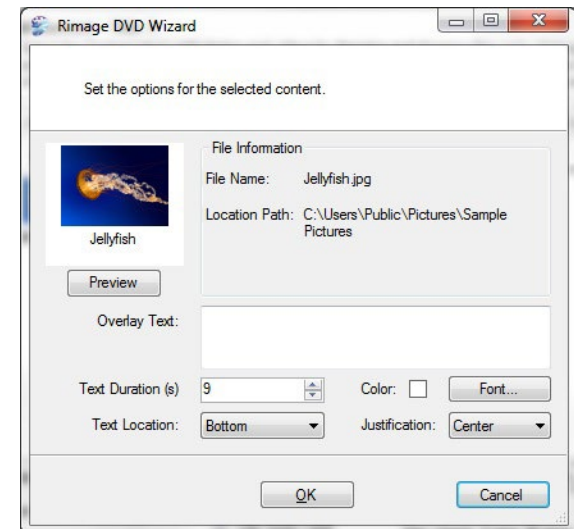 Rimage DVD Wizard
Set the options for the selected content.
File Information
File Name: Jellyfish.jpg
Location Path: C:\Users\Public\Pictures\Sample
Pictures
Jellyfish
Preview
Overlay Text:
Text Duration (s) 9 Color: Font...
Text Location: Bottom Justification: Center
OK Cancel